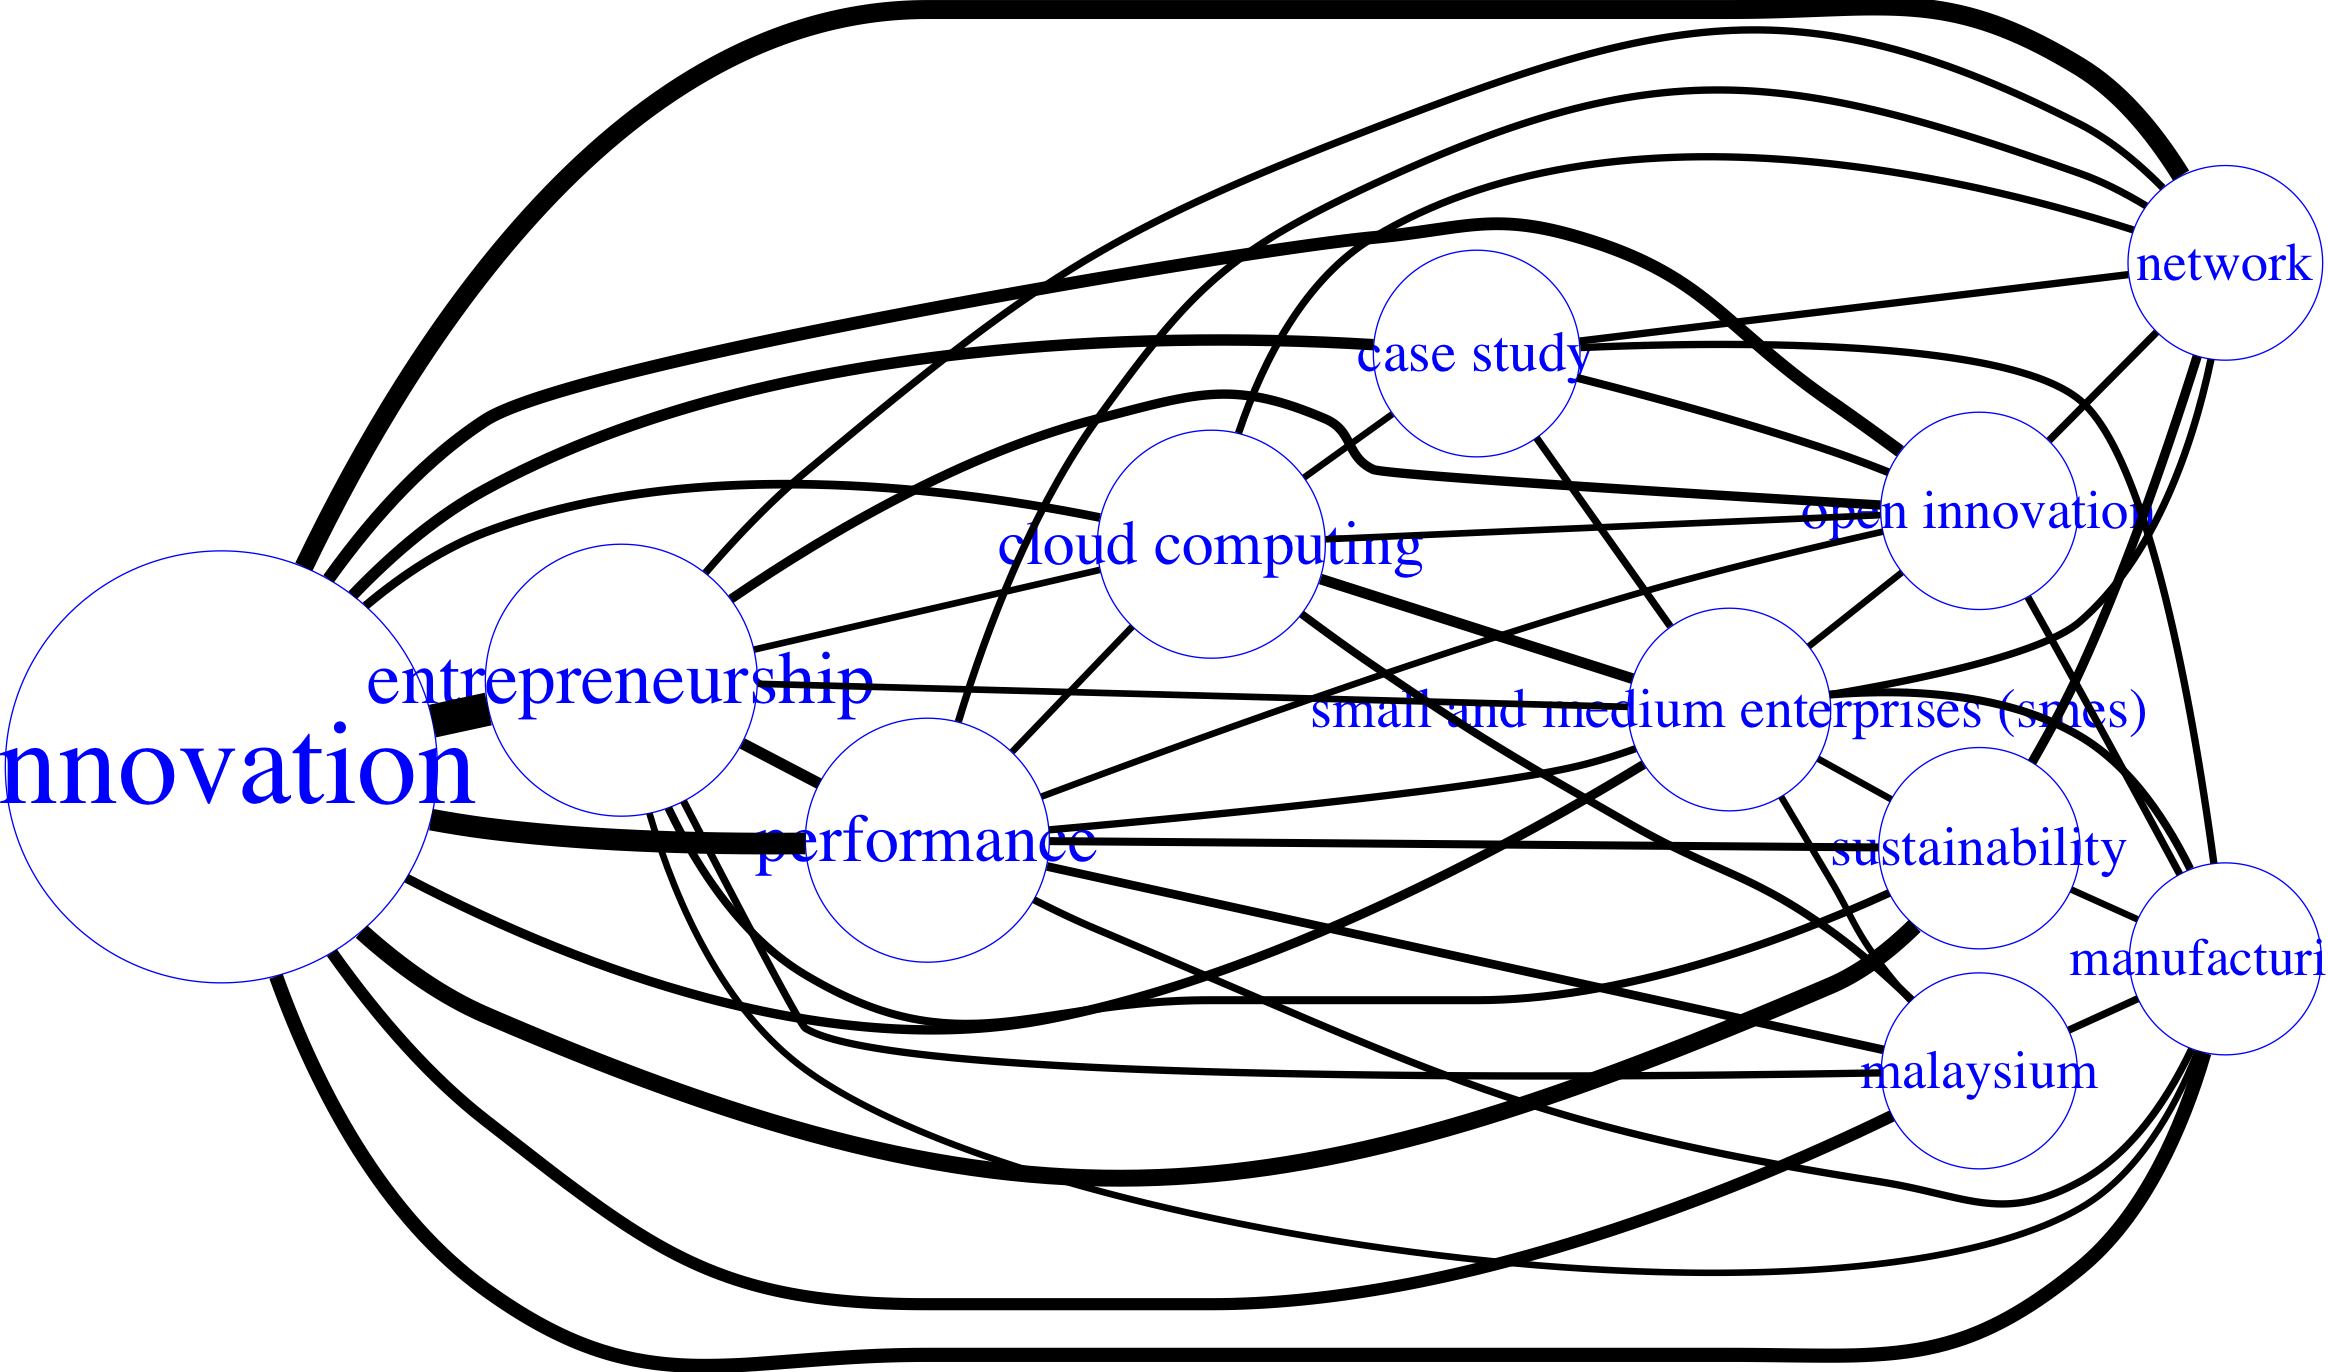 network
case study
open innovation
cloud computing
entrepreneurship
small and medium enterprises (smes)
nnovation
performance
sustainability
manufacturi
malaysium